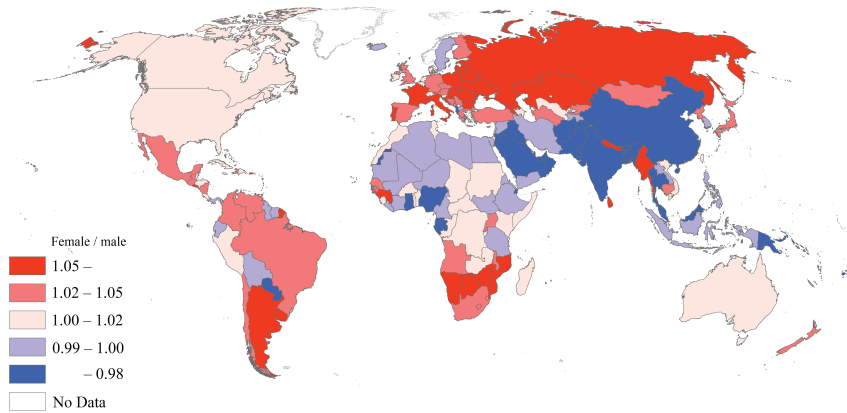 Female / male
1.05 –
1.02 – 1.05
1.00 – 1.02
0.99 – 1.00
– 0.98
No Data